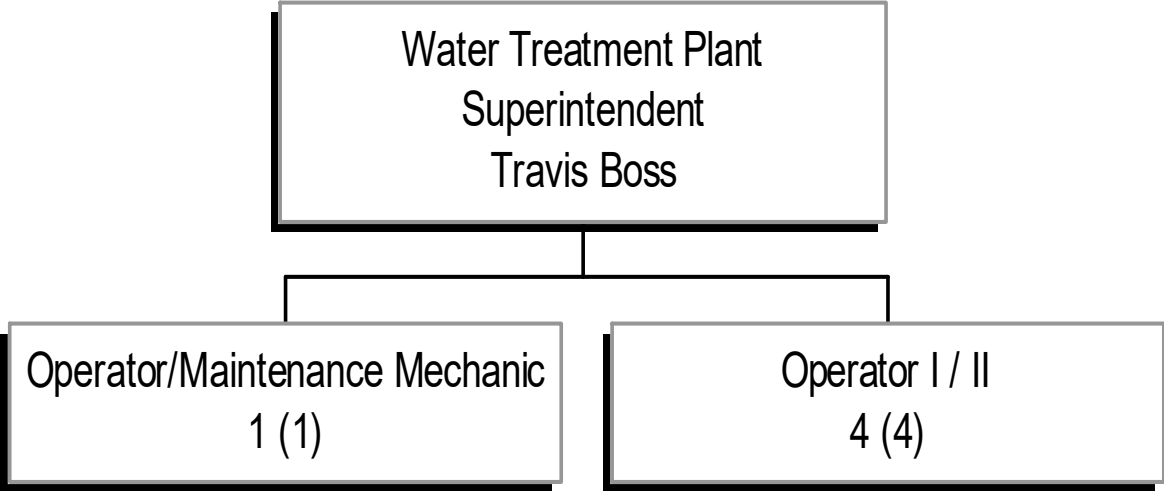 Water Treatment Plant
Superintendent
Travis Boss
Operator/Maintenance Mechanic
1 (1)
Operator I / II
4 (4)